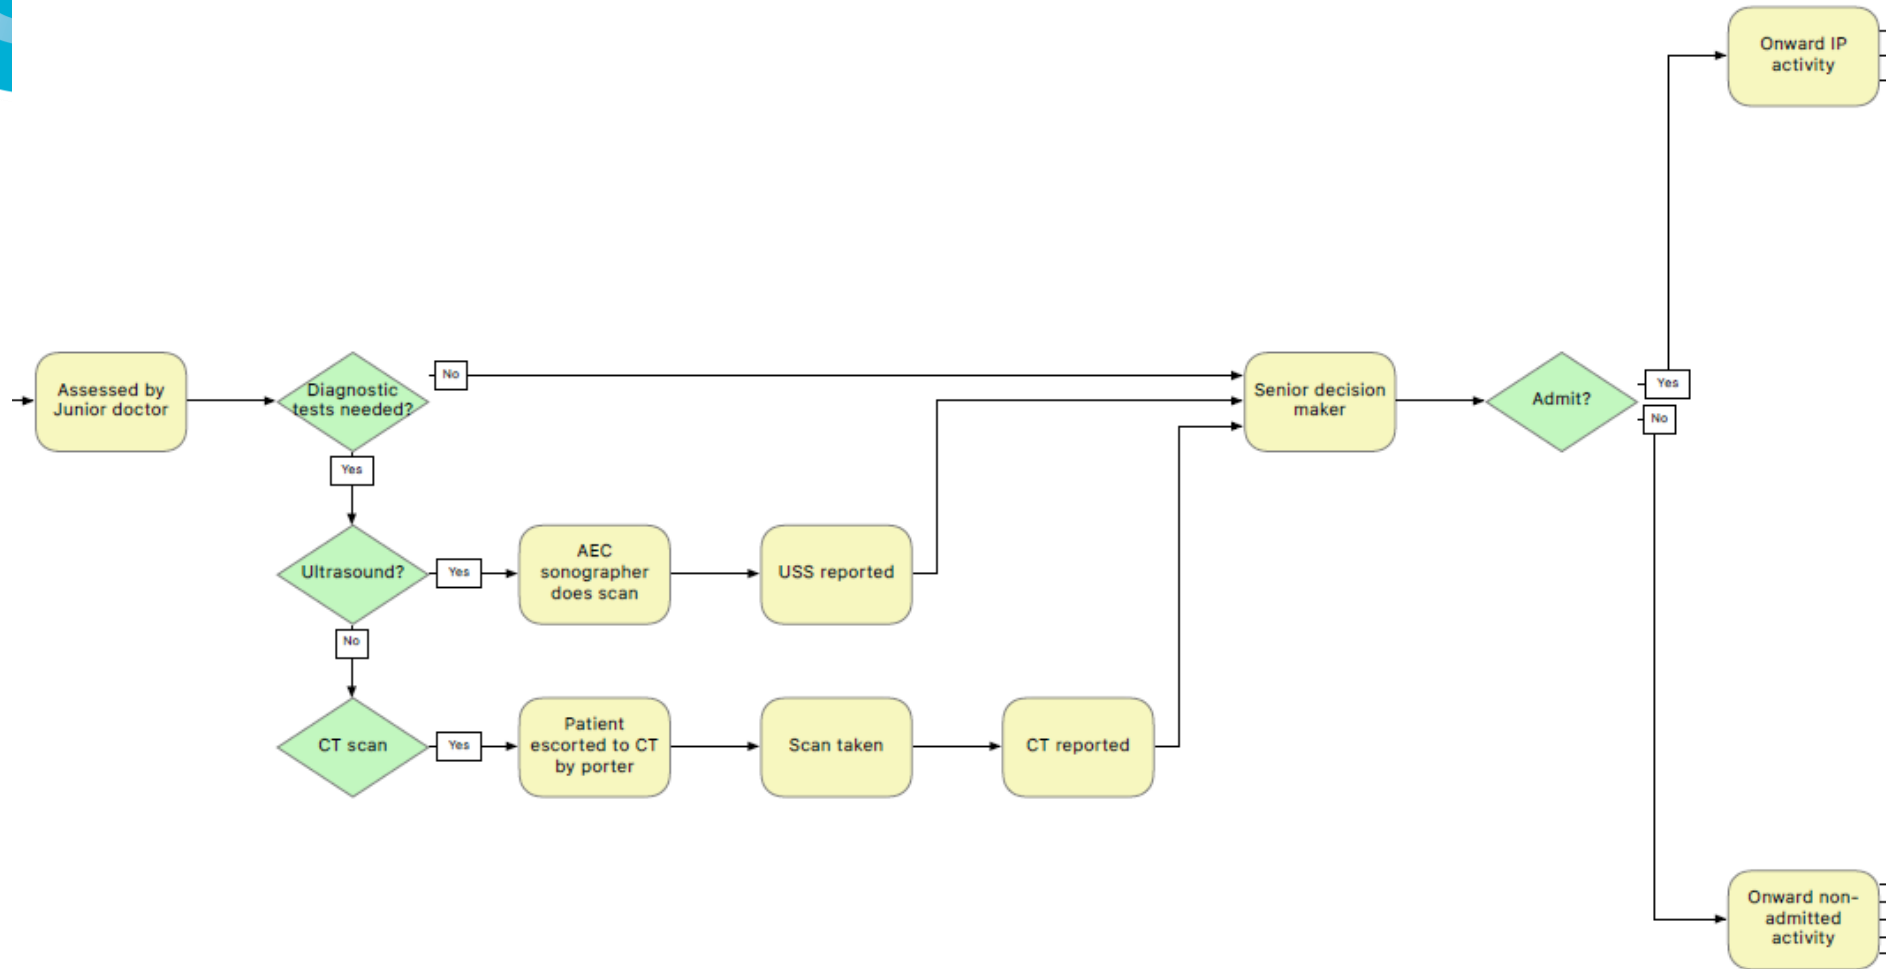 Onward IP
activity
Assessed by
Junior doctor
Diagnostic
tests needed?
No
Senior decision
maker
Admit?
Yes
No
Yes
Ultrasound?
Yes
AEC
sonographer
does scan
USS reported
No
CT scan
Yes
Patient
escorted to CT
by porter
Scan taken
CT reported
Onward non-
admitted
activity